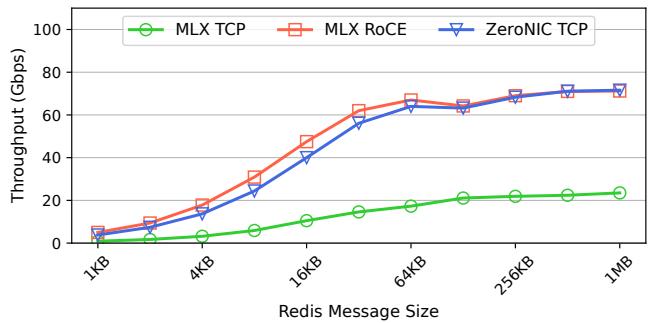 MLX TCP MLX RoCE ZeroNIC TCP
Throughput (Gbps)
100
80
60
40
20
0
1KB 4KB 16KB 64KB 256KB 1MB
Redis Message Size